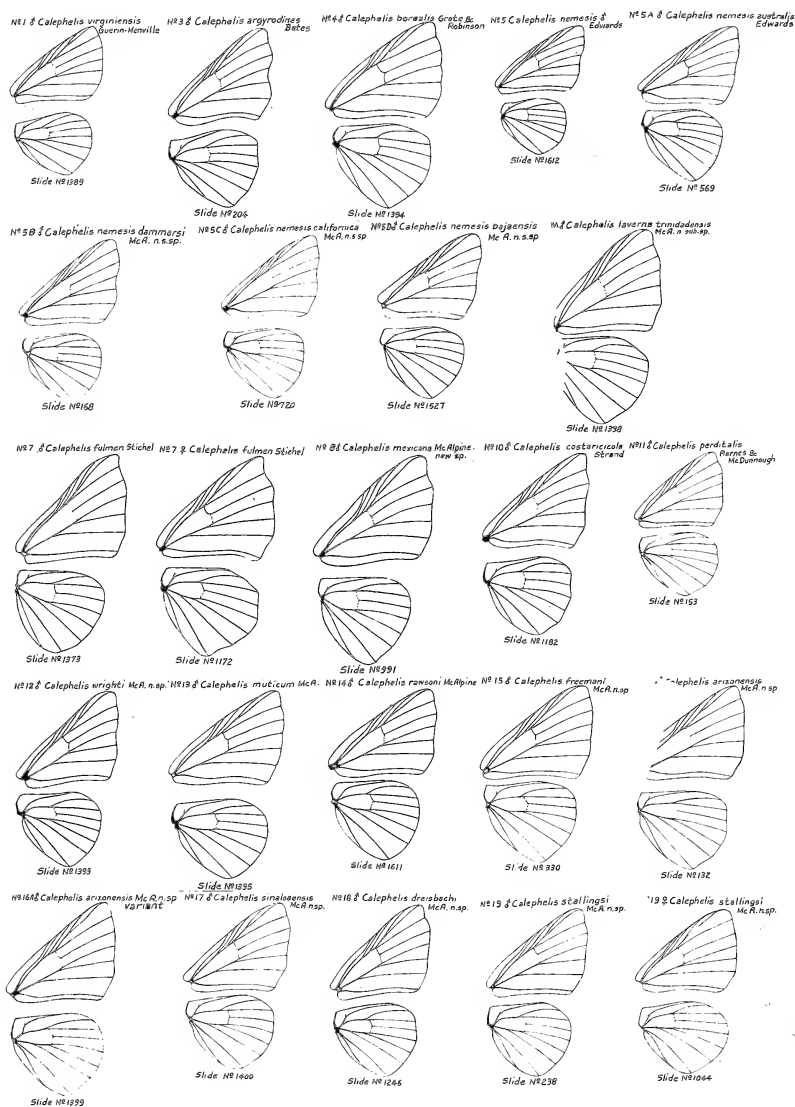 №1 ♂ Calephelis virginiensis
Guerin-Menville
№3 ♂ Calephelis argyrodines
Bates
№4 ♂ Calephelis borealis Grote &
Robinson
№5 Calephelis nemesis ♂
Edwards
№5A ♂ Calephelis nemesis australis
Edwards
Slide №1389
Slide №204
Slide №1394
Slide №1612
Slide №569
№5B ♂ Calephelis nemesis dammersi
McA. n.s.sp.
№5C ♂ Calephelis nemesis californica
McA. n.s.sp
№5D ♂ Calephelis nemesis bajaensis
McA. n.s.sp
Calephelis laverna trinidadensis
McA. n sub.sp.
Slide №168
Slide №720
Slide №1527
Slide №1398
№7 ♂ Calephelis fulmen Stichel
№7 ♀ Calephelis fulmen Stichel
№8 ♂ Calephelis mexicana McAlpine.
new sp.
№10 ♂ Calephelis costaricicola
Strand
№11 ♂ Calephelis perditalis
Barnes &
McDunnough
Slide №1373
Slide №1172
Slide №991
Slide №1182
Slide №153
№12 ♂ Calephelis wrighti McA. n.sp.
№13 ♂ Calephelis muticum McA.
№14 ♂ Calephelis rawsoni McAlpine
№15 ♂ Calephelis freemani
McA. n.sp
Calephelis arizonensis
McA. n.sp
Slide №1393
Slide №1395
Slide №1611
Slide №330
Slide №132
№16A ♂ Calephelis arizonensis McA. n.sp
variant
№17 ♂ Calephelis sinaloaensis
McA. n.sp.
№18 ♂ Calephelis dreisbachi
McA. n.sp.
№19 ♂ Calephelis stallingsi
McA. n.sp.
19 ♀ Calephelis stallingsi
McA. n.sp.
Slide №1399
Slide №1400
Slide №1246
Slide №238
Slide №1044